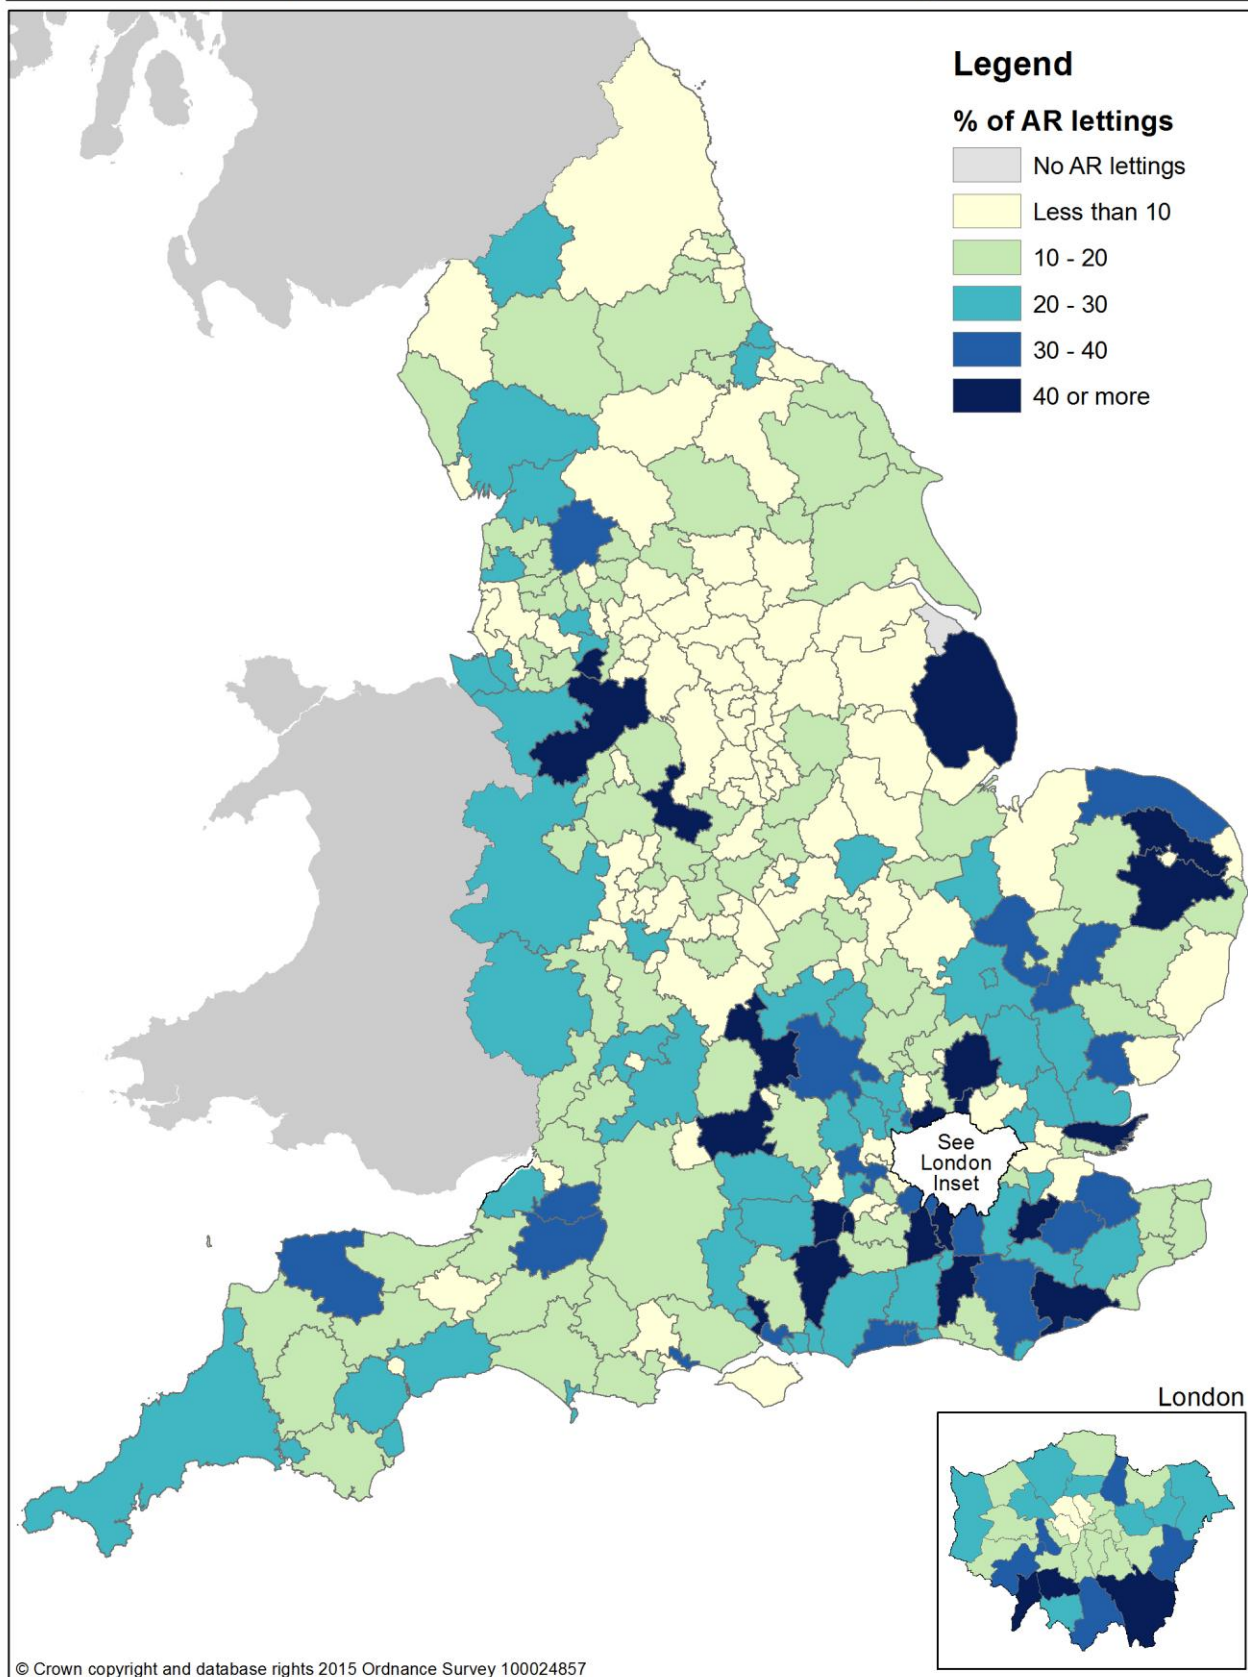 Legend
% of AR lettings
No AR lettings
Less than 10
10 - 20
20 - 30
30 - 40
40 or more
See
London
Inset
London
© Crown copyright and database rights 2015 Ordnance Survey 100024857